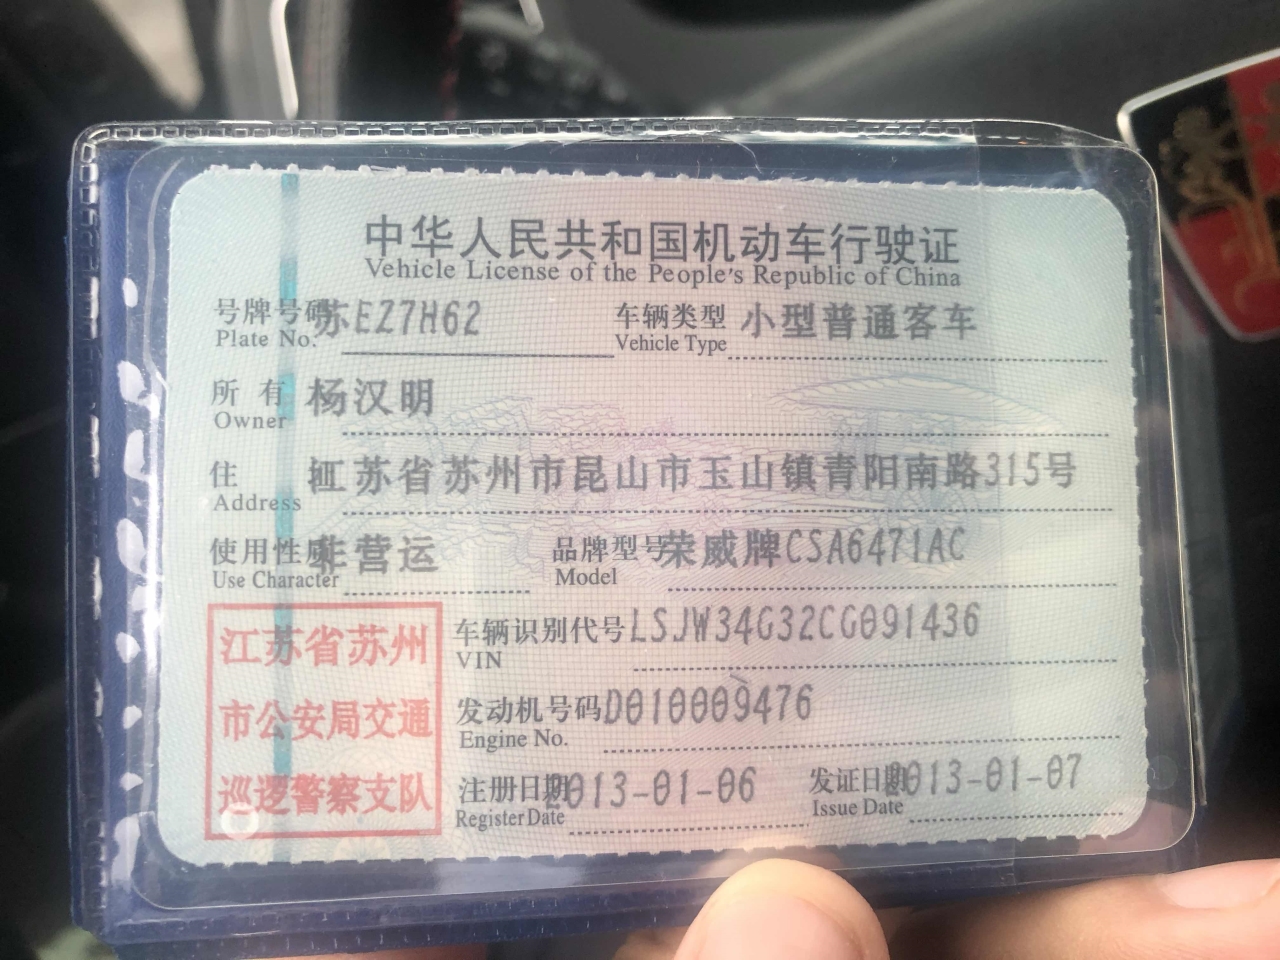 中华人民共和国机动车行驶证
Vehicle License of the People's Republic of China
号牌号码 苏EZ7H62 车辆类型 小型普通客车
Plate No. Vehicle Type
所有 杨汉明
Owner
住 江苏省苏州市昆山市玉山镇青阳南路315号
Address
使用性质 非营运 品牌型号 荣威牌CSA6471AC
Use Character Model
车辆识别代号 LSJW34G32CG091436
VIN
发动机号码 D010009476
Engine No.
注册日期 2013-01-06 发证日期 2013-01-07
Register Date Issue Date
江苏省苏州
市公安局交通
巡逻警察支队